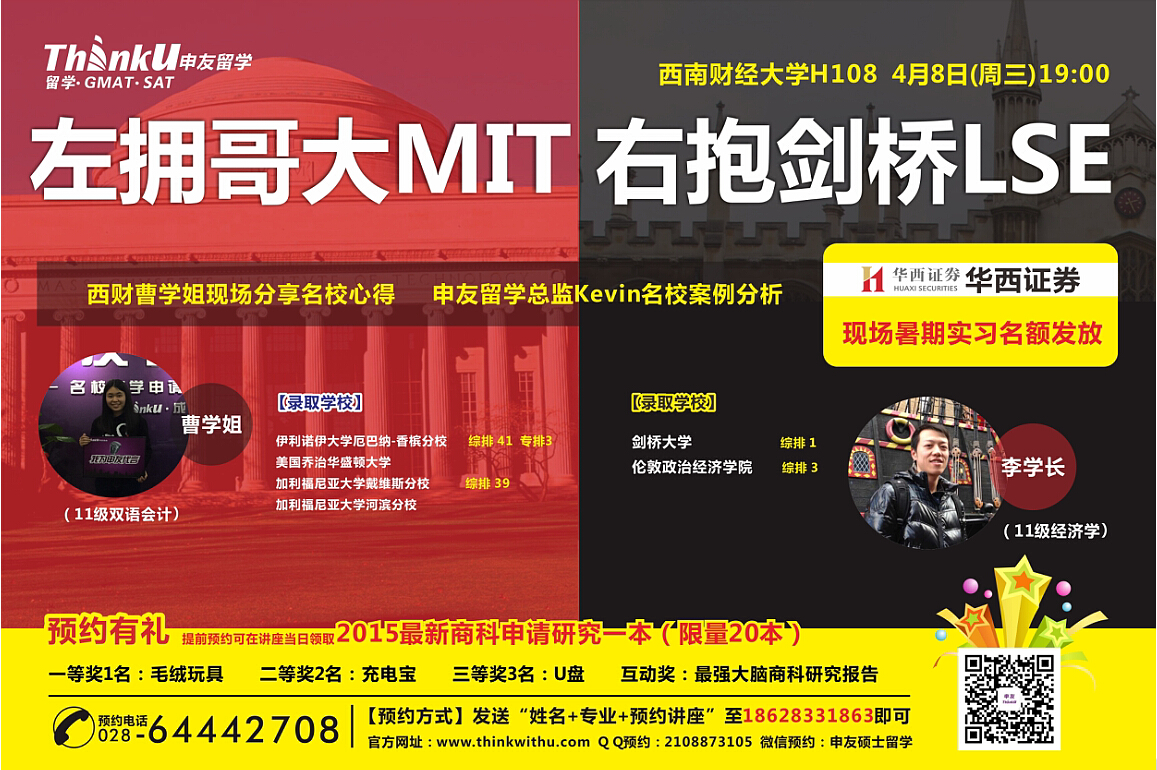 ThinkU申友留学
留学·GMAT·SAT
西南财经大学H108 4月8日(周三)19:00
左拥哥大MIT 右抱剑桥LSE
华西证券 华西证券
HUAXI SECURITIES
现场暑期实习名额发放
西财曹学姐现场分享名校心得 申友留学总监Kevin名校案例分析
名校 学申请
inkU·成
我为申友代言
曹学姐
(11级双语会计)
【录取学校】
伊利诺伊大学厄巴纳-香槟分校 综排 41 专排3
美国乔治华盛顿大学
加利福尼亚大学戴维斯分校 综排 39
加利福尼亚大学河滨分校
【录取学校】
剑桥大学 综排 1
伦敦政治经济学院 综排 3
李学长
(11级经济学)
预约有礼 提前预约可在讲座当日领取2015最新商科申请研究一本(限量20本)
一等奖1名:毛绒玩具 二等奖2名:充电宝 三等奖3名:U盘 互动奖:最强大脑商科研究报告
预约电话
028-64442708
【预约方式】发送“姓名+专业+预约讲座”至18628331863即可
官方网址:www.thinkwithu.com QQ预约:2108873105 微信预约:申友硕士留学
申友